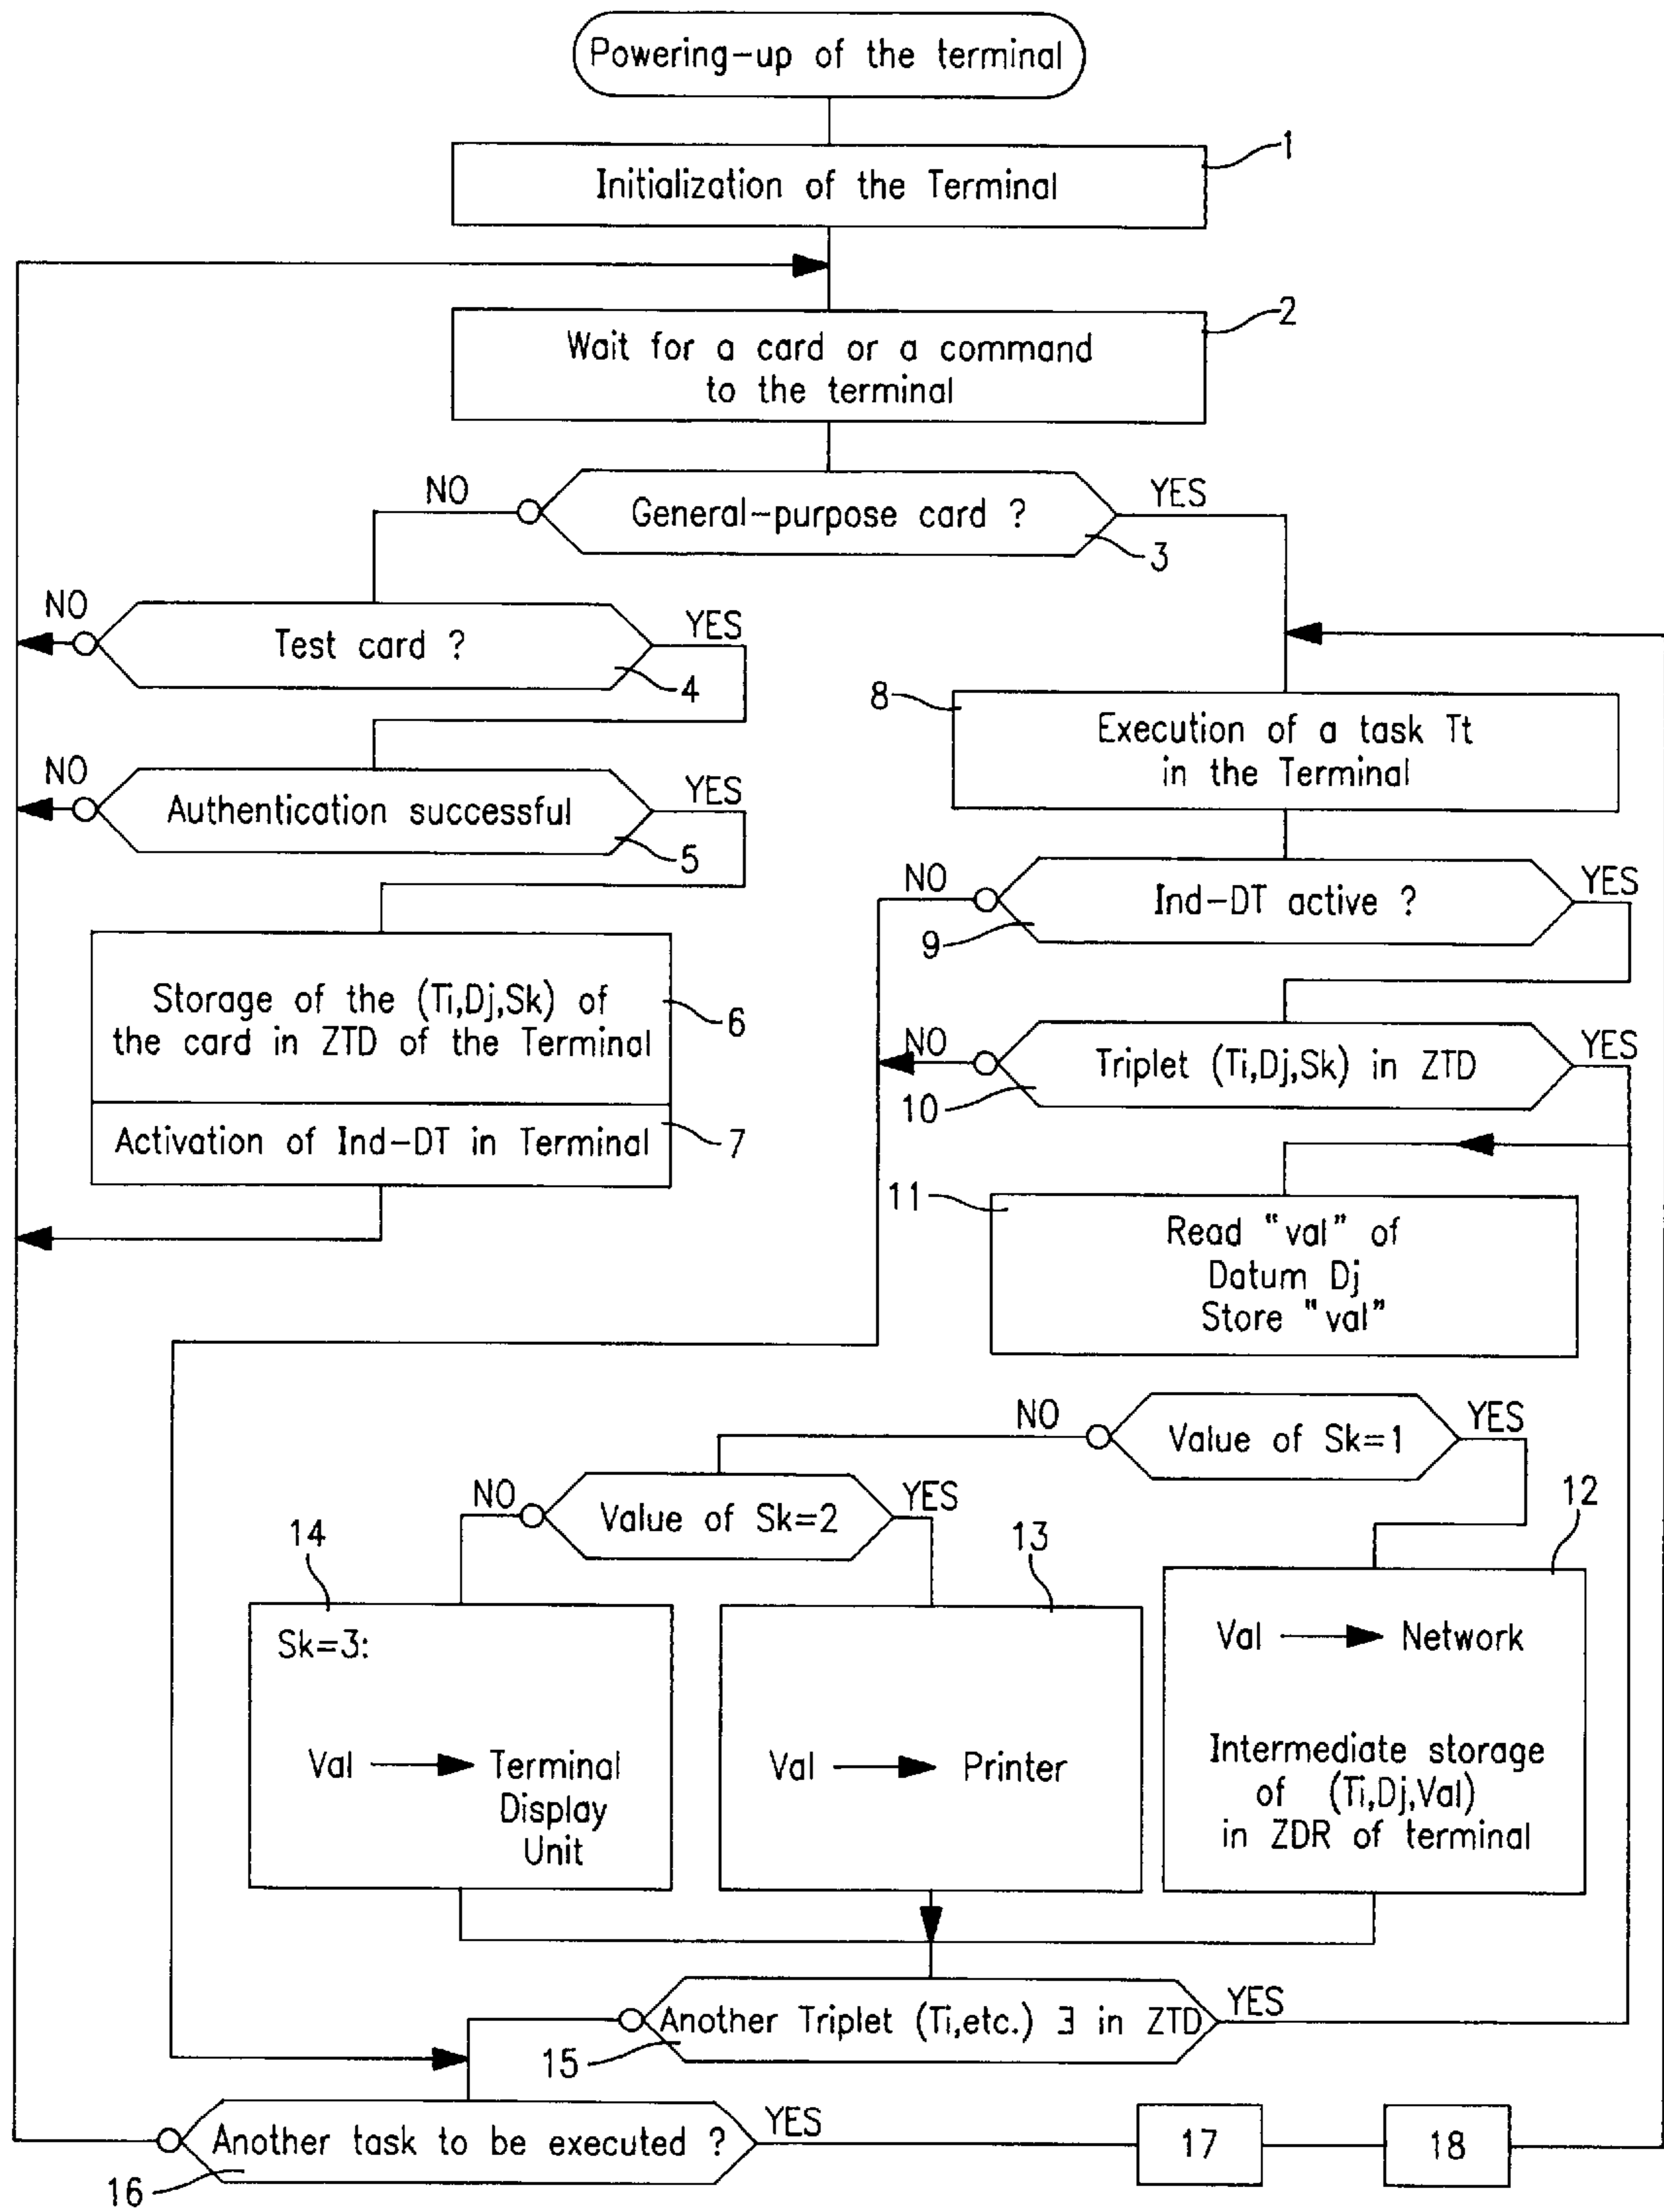 Powering-up of the terminal
1
Initialization of the Terminal
2
Wait for a card or a command
to the terminal
NO
YES
General-purpose card ?
3
NO
YES
Test card ?
4
8
Execution of a task Tt
in the Terminal
NO
YES
Authentication successful
5
NO
YES
Ind-DT active ?
9
Storage of the (Ti,Dj,Sk) of
the card in ZTD of the Terminal
6
NO
YES
Triplet (Ti,Dj,Sk) in ZTD
10
Activation of Ind-DT in Terminal
7
11
Read "val" of
Datum Dj
Store "val"
NO
YES
Value of Sk=1
NO
YES
Value of Sk=2
12
14
13
Sk=3:
Val
Terminal
Display
Unit
Val
Printer
Val
Network
Intermediate storage
of (Ti,Dj,Val)
in ZDR of terminal
YES
Another Triplet (Ti,etc.) ∃ in ZTD
15
YES
Another task to be executed ?
16
17
18